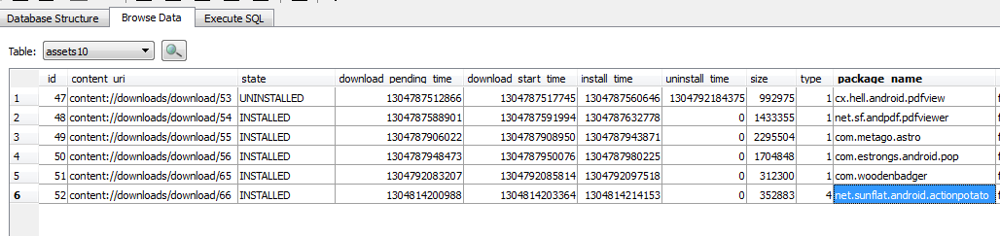 Database Structure Browse Data Execute SQL
Table: assets10
id content_uri state download_pending_time download_start_time install_time uninstall_time size type package_name
1 47 content://downloads/download/53 UNINSTALLED 1304787512866 1304787517745 1304787560646 1304792184375 992975 1 cx.hell.android.pdfview
2 48 content://downloads/download/54 INSTALLED 1304787588901 1304787591994 1304787632778 0 1433355 1 net.sf.andpdf.pdfviewer
3 49 content://downloads/download/55 INSTALLED 1304787906022 1304787908950 1304787943871 0 2295504 1 com.metago.astro
4 50 content://downloads/download/56 INSTALLED 1304787948473 1304787950076 1304787980225 0 1704848 1 com.estrongs.android.pop
5 51 content://downloads/download/65 INSTALLED 1304792083207 1304792085814 1304792097518 0 312300 1 com.woodenbadger
6 52 content://downloads/download/66 INSTALLED 1304814200988 1304814203364 1304814214153 0 352883 4 net.sunflat.android.actionpotato